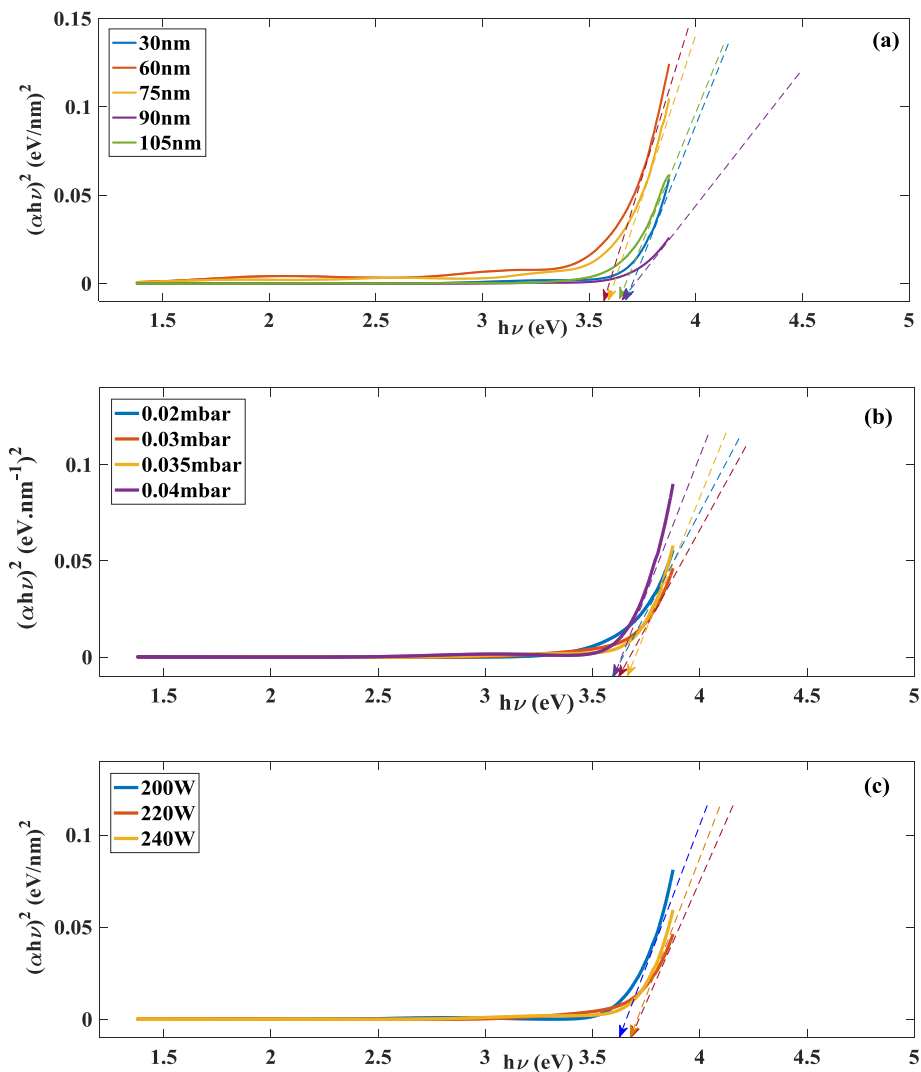 (a)
30nm
60nm
75nm
90nm
105nm
(αhν)² (eV/nm)²
0.15
0.1
0.05
0
1.5 2 2.5 3 3.5 4 4.5 5
hν (eV)
(b)
0.02mbar
0.03mbar
0.035mbar
0.04mbar
(αhν)² (eV.nm⁻¹)²
0.1
0.05
0
1.5 2 2.5 3 3.5 4 4.5 5
hν (eV)
(c)
200W
220W
240W
(αhν)² (eV/nm)²
0.1
0.05
0
1.5 2 2.5 3 3.5 4 4.5 5
hν (eV)